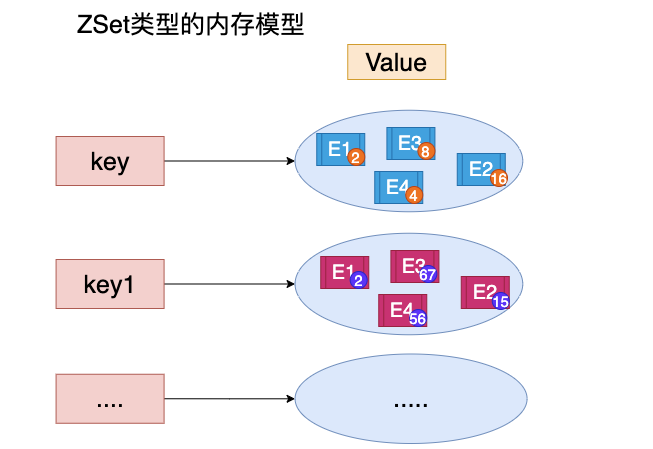 ZSet类型的内存模型
Value
key
E1 2
E3 8
E2 16
E4 4
key1
E1 2
E3 67
E2 15
E4 56
....
.....